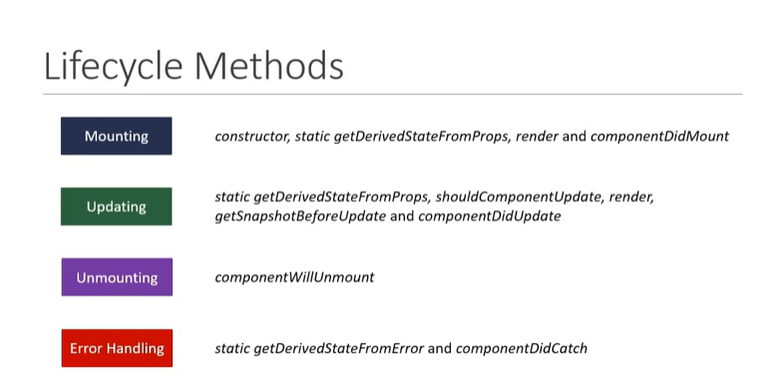 Lifecycle Methods
Mounting
constructor, static getDerivedStateFromProps, render and componentDidMount
Updating
static getDerivedStateFromProps, shouldComponentUpdate, render,
getSnapshotBeforeUpdate and componentDidUpdate
Unmounting
componentWillUnmount
Error Handling
static getDerivedStateFromError and componentDidCatch